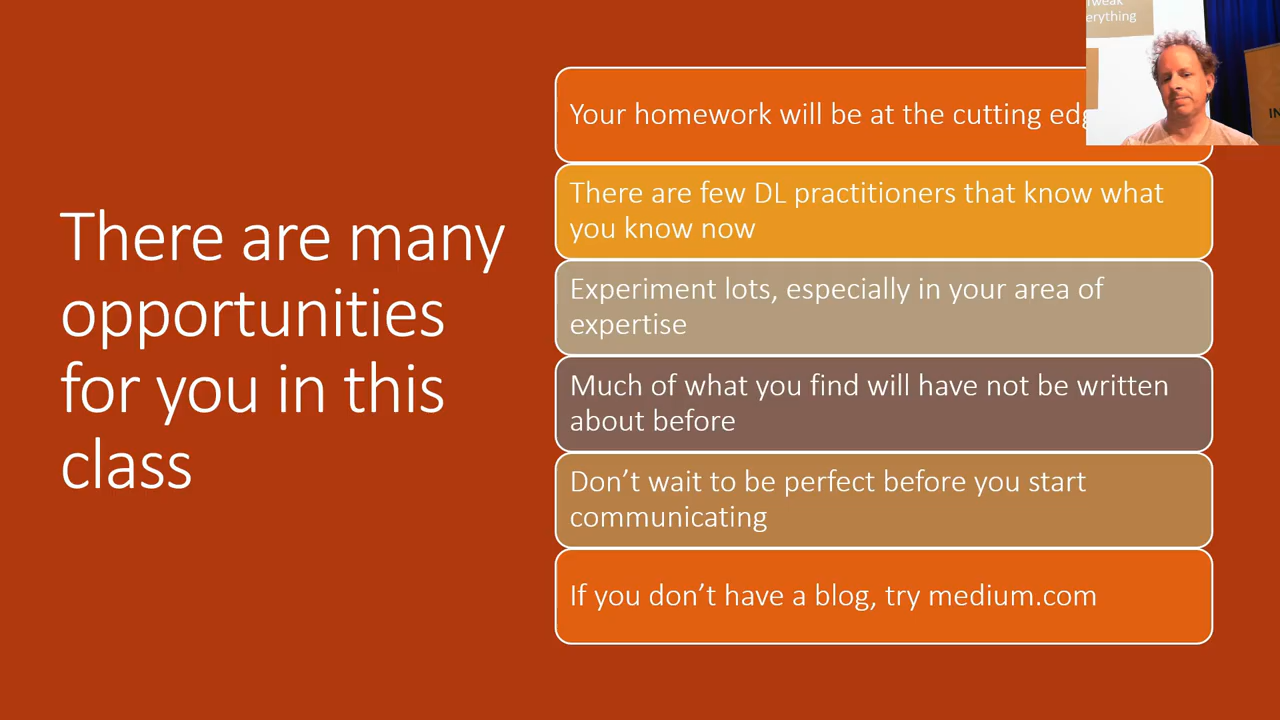 There are many
opportunities
for you in this
class
Your homework will be at the cutting
There are few DL practitioners that know what
you know now
Experiment lots, especially in your area of
expertise
Much of what you find will have not be written
about before
Don’t wait to be perfect before you start
communicating
If you don’t have a blog, try medium.com